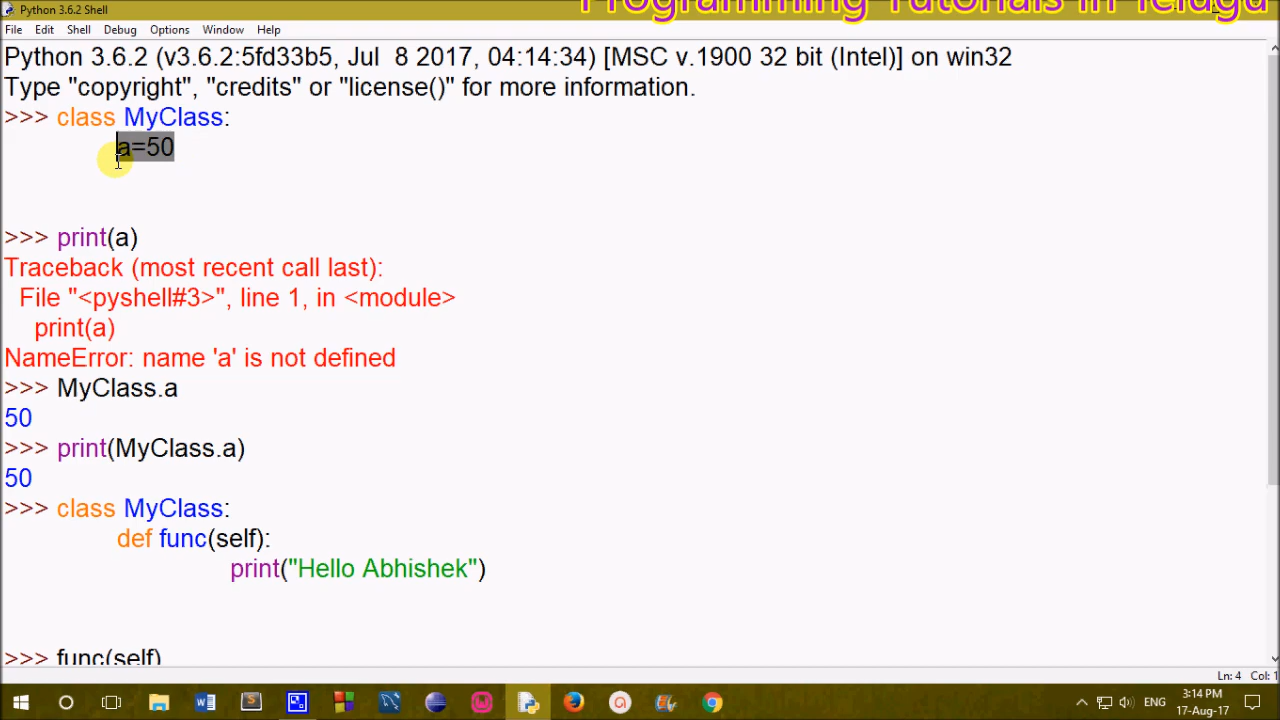 Programming Tutorials in Telugu
Python 3.6.2 Shell
File Edit Shell Debug Options Window Help
Python 3.6.2 (v3.6.2:5fd33b5, Jul  8 2017, 04:14:34) [MSC v.1900 32 bit (Intel)] on win32
Type "copyright", "credits" or "license()" for more information.
>>> class MyClass:
a=50
>>> print(a)
Traceback (most recent call last):
File "<pyshell#3>", line 1, in <module>
print(a)
NameError: name 'a' is not defined
>>> MyClass.a
50
>>> print(MyClass.a)
50
>>> class MyClass:
def func(self):
print("Hello Abhishek")
>>> func(self)
Ln: 4 Col: 1
ENG
3:14 PM
17-Aug-17